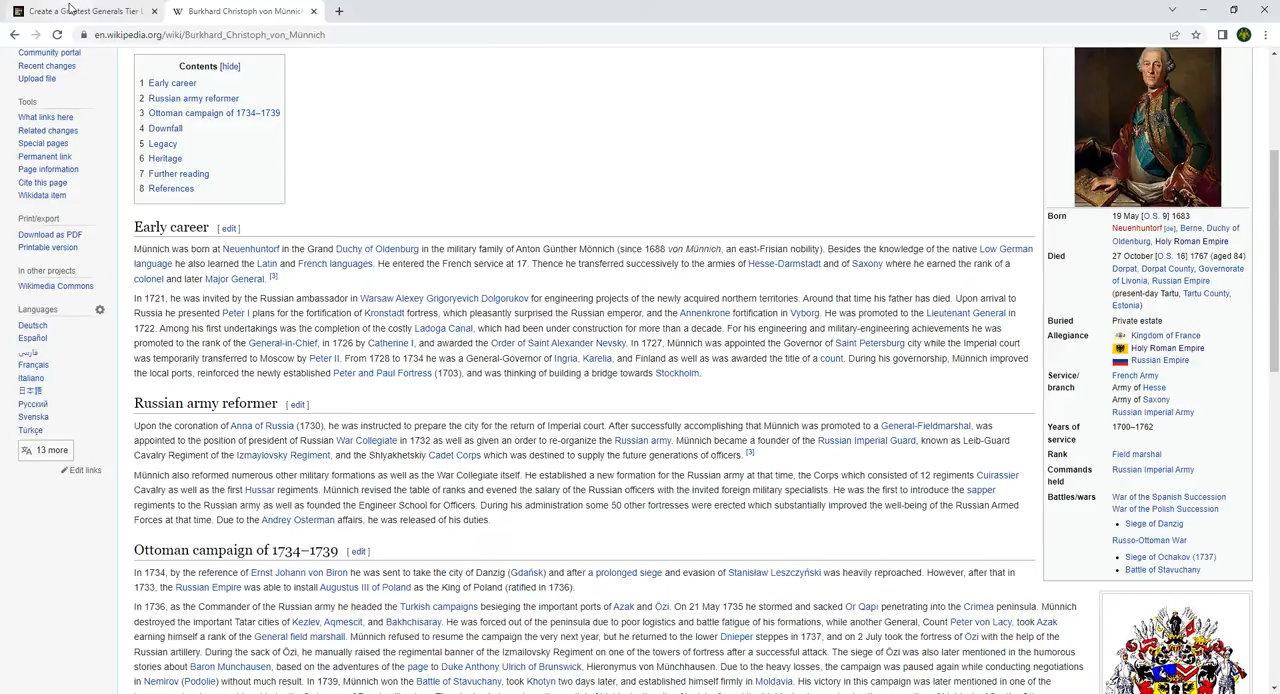 Create a Greatest Generals Tier L
Burkhard Christoph von Münnich
en.wikipedia.org/wiki/Burkhard_Christoph_von_Münnich
Community portal
Recent changes
Upload file
Tools
What links here
Related changes
Special pages
Permanent link
Page information
Cite this page
Wikidata item
Print/export
Download as PDF
Printable version
In other projects
Wikimedia Commons
Languages
Deutsch
Español
فارسی
Français
Italiano
日本語
Русский
Svenska
Türkçe
13 more
Edit links
Contents [hide]
1 Early career
2 Russian army reformer
3 Ottoman campaign of 1734–1739
4 Downfall
5 Legacy
6 Heritage
7 Further reading
8 References
Early career [ edit ]
Münnich was born at Neuenhuntorf in the Grand Duchy of Oldenburg in the military family of Anton Günther Mönnich (since 1688 von Münnich, an east-Frisian nobility). Besides the knowledge of the native Low German
language he also learned the Latin and French languages. He entered the French service at 17. Thence he transferred successively to the armies of Hesse-Darmstadt and of Saxony where he earned the rank of a
colonel and later Major General. [3]
In 1721, he was invited by the Russian ambassador in Warsaw Alexey Grigoryevich Dolgorukov for engineering projects of the newly acquired northern territories. Around that time his father has died. Upon arrival to
Russia he presented Peter I plans for the fortification of Kronstadt fortress, which pleasantly surprised the Russian emperor, and the Annenkrone fortification in Vyborg. He was promoted to the Lieutenant General in
1722. Among his first undertakings was the completion of the costly Ladoga Canal, which had been under construction for more than a decade. For his engineering and military-engineering achievements he was
promoted to the rank of the General-in-Chief, in 1726 by Catherine I, and awarded the Order of Saint Alexander Nevsky. In 1727, Münnich was appointed the Governor of Saint Petersburg city while the Imperial court
was temporarily transferred to Moscow by Peter II. From 1728 to 1734 he was a General-Governor of Ingria, Karelia, and Finland as well as was awarded the title of a count. During his governorship, Münnich improved
the local ports, reinforced the newly established Peter and Paul Fortress (1703), and was thinking of building a bridge towards Stockholm.
Russian army reformer [ edit ]
Upon the coronation of Anna of Russia (1730), he was instructed to prepare the city for the return of Imperial court. After successfully accomplishing that Münnich was promoted to a General-Feldmarshal, was
appointed to the position of president of Russian War Collegiate in 1732 as well as given an order to re-organize the Russian army. Münnich became a founder of the Russian Imperial Guard, known as Leib-Guard
Cavalry Regiment of the Izmaylovsky Regiment, and the Shlyakhetskiy Cadet Corps which was destined to supply the future generations of officers. [3]
Münnich also reformed numerous other military formations as well as the War Collegiate itself. He established a new formation for the Russian army at that time, the Corps which consisted of 12 regiments Cuirassier
Cavalry as well as the first Hussar regiments. Münnich revised the table of ranks and evened the salary of the Russian officers with the invited foreign military specialists. He was the first to introduce the sapper
regiments to the Russian army as well as founded the Engineer School for Officers. During his administration some 50 other fortresses were erected which substantially improved the well-being of the Russian Armed
Forces at that time. Due to the Andrey Osterman affairs, he was released of his duties.
Ottoman campaign of 1734–1739 [ edit ]
In 1734, by the reference of Ernst Johann von Biron he was sent to take the city of Danzig (Gdańsk) and after a prolonged siege and evasion of Stanisław Leszczyński was heavily reproached. However, after that in
1733, the Russian Empire was able to install Augustus III of Poland as the King of Poland (ratified in 1736).
In 1736, as the Commander of the Russian army he headed the Turkish campaigns besieging the important ports of Azak and Özi. On 21 May 1735 he stormed and sacked Or Qapı penetrating into the Crimea peninsula. Münnich
destroyed the important Tatar cities of Kezlev, Aqmescit, and Bakhchisaray. He was forced out of the peninsula due to poor logistics and battle fatigue of his formations, while another General, Count Peter von Lacy, took Azak
earning himself a rank of the General field marshall. Münnich refused to resume the campaign the very next year, but he returned to the lower Dnieper steppes in 1737, and on 2 July took the fortress of Özi with the help of the
Russian artillery. During the sack of Özi, he manually raised the regimental banner of the Izmailovsky Regiment on one of the towers of fortress after a successful attack. The siege of Özi was also later mentioned in the humorous
stories about Baron Munchausen, based on the adventures of the page to Duke Anthony Ulrich of Brunswick, Hieronymus von Münchhausen. Due to the heavy losses, the campaign was paused again while conducting negotiations
in Nemirov (Podolie) without much result. In 1739, Münnich won the Battle of Stavuchany, took Khotyn two days later, and established himself firmly in Moldavia. His victory in this campaign was later mentioned in one of the
Born 19 May [O.S. 9] 1683
Neuenhuntorf [de], Berne, Duchy of
Oldenburg, Holy Roman Empire
Died 27 October [O.S. 16] 1767 (aged 84)
Dorpat, Dorpat County, Governorate
of Livonia, Russian Empire
(present-day Tartu, Tartu County,
Estonia)
Buried Private estate
Allegiance Kingdom of France
Holy Roman Empire
Russian Empire
Service/ French Army
branch Army of Hesse
Army of Saxony
Russian Imperial Army
Years of 1700–1762
service
Rank Field marshal
Commands Russian Imperial Army
held
Battles/wars War of the Spanish Succession
War of the Polish Succession
Siege of Danzig
Russo-Ottoman War
Siege of Ochakov (1737)
Battle of Stavuchany